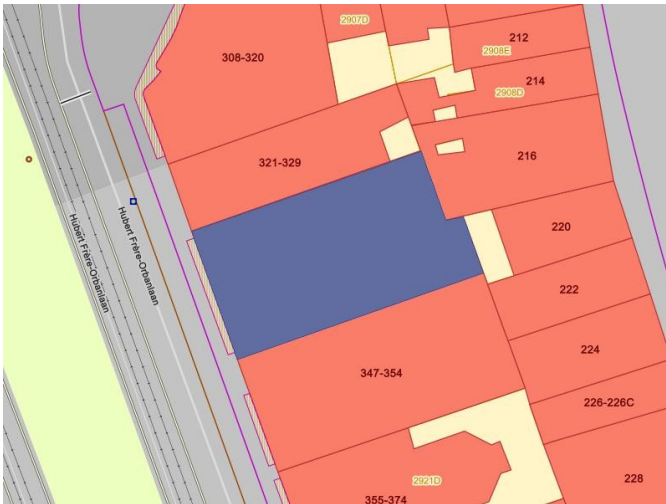 2907D
212
2908E
308-320
214
2908D
321-329
216
Hubert Frère-Orbanlaan
Hubert Frère-Orbanlaan
220
222
224
347-354
226-226C
2921D
228
355-374